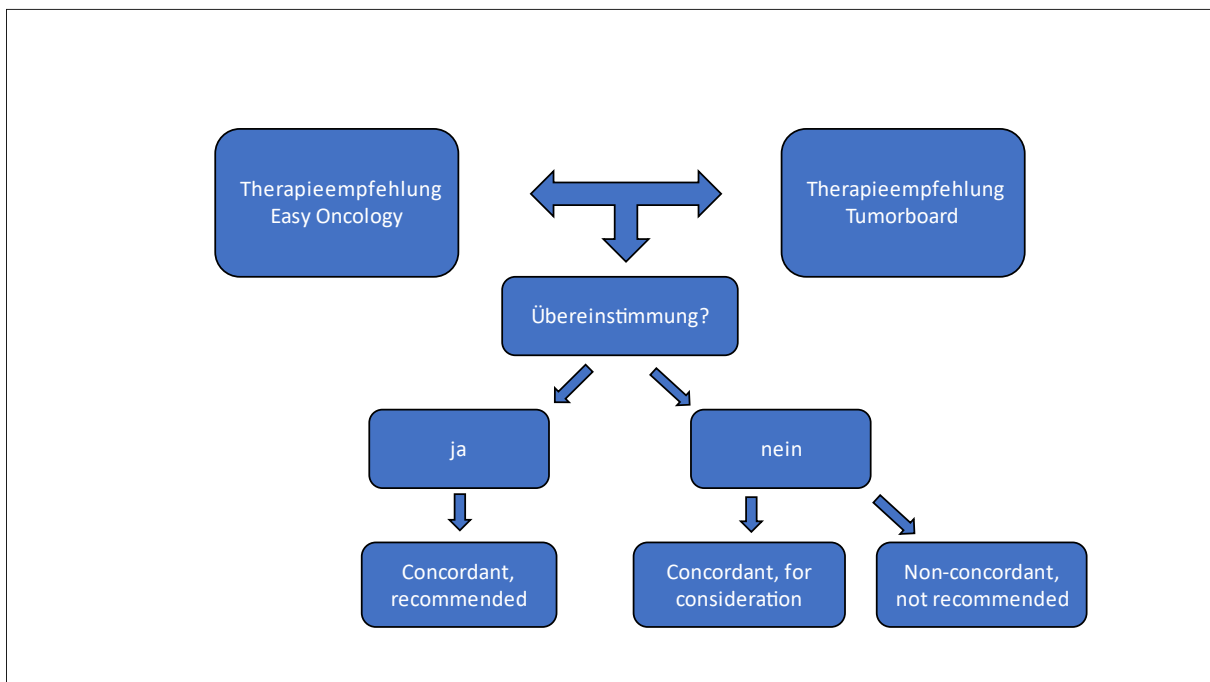 Therapieempfehlung
Easy Oncology
Therapieempfehlung
Tumorboard
Übereinstimmung?
ja
nein
Concordant,
recommended
Concordant, for
consideration
Non-concordant,
not recommended